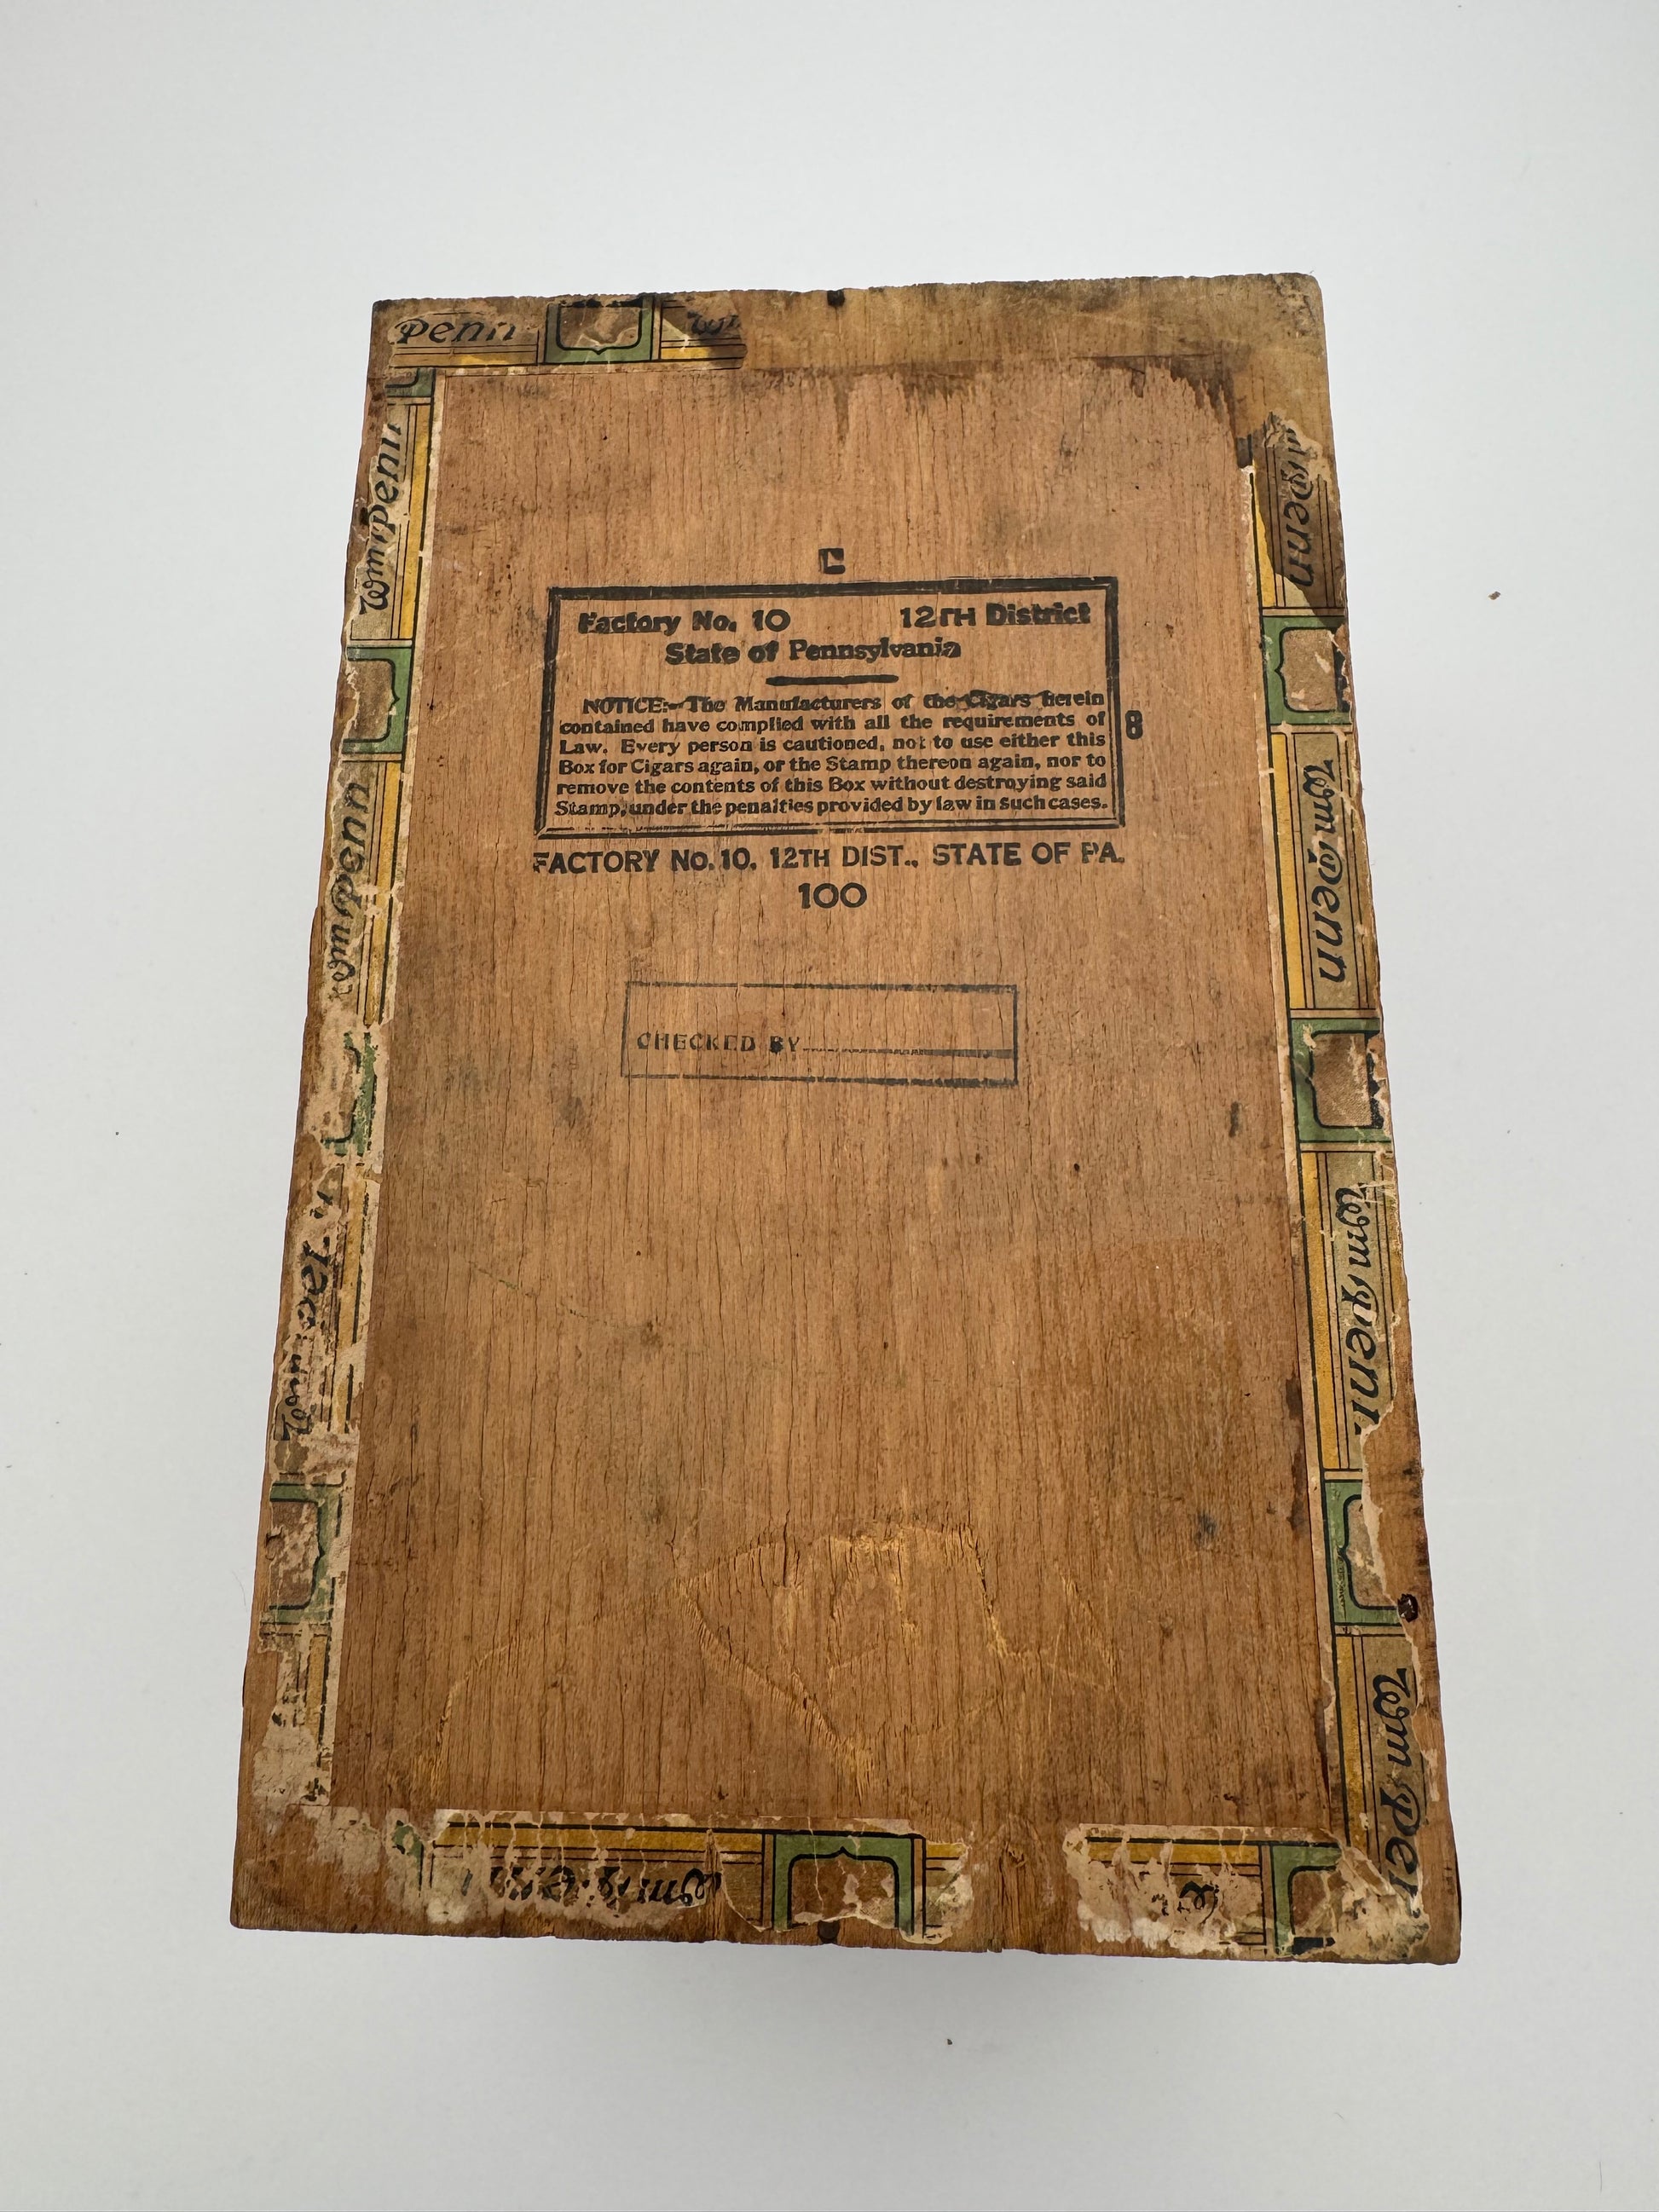 Penn
Wm
C
Factory No. 10 12TH District
State of Pennsylvania
NOTICE:- The Manufacturers of the Cigars herein
contained have complied with all the requirements of
Law. Every person is cautioned, not to use either this
Box for Cigars again, or the Stamp thereon again, nor to
remove the contents of this Box without destroying said
Stamp, under the penalties provided by law in such cases.
8
FACTORY NO. 10, 12TH DIST., STATE OF PA.
100
CHECKED BY
Wm Penn
Wm Penn
Penn
Wm Penn
Wm Penn
Wm Pen